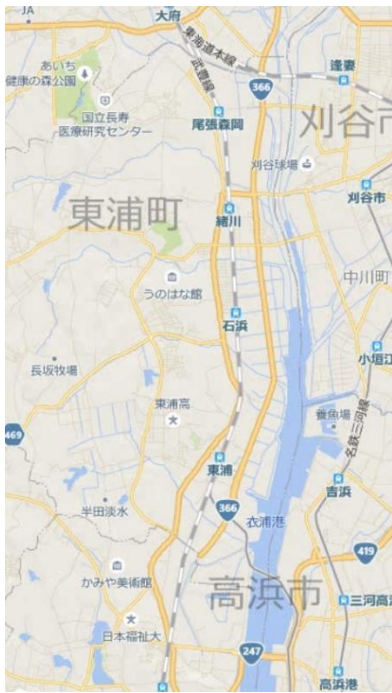 JA
大府
東海道本線
武豊線
逢妻
あいち
健康の森公園
366
国立長寿
医療研究センター
尾張森岡
刈谷市
刈谷球場
刈谷市
東浦町
緒川
うのはな館
中川町
石浜
小垣江
長坂牧場
東浦高
養魚場
名鉄三河線
469
東浦
吉浜
半田淡水
366
衣浦港
419
かみや美術館
高浜市
三河高浜
日本福祉大
247
高浜港